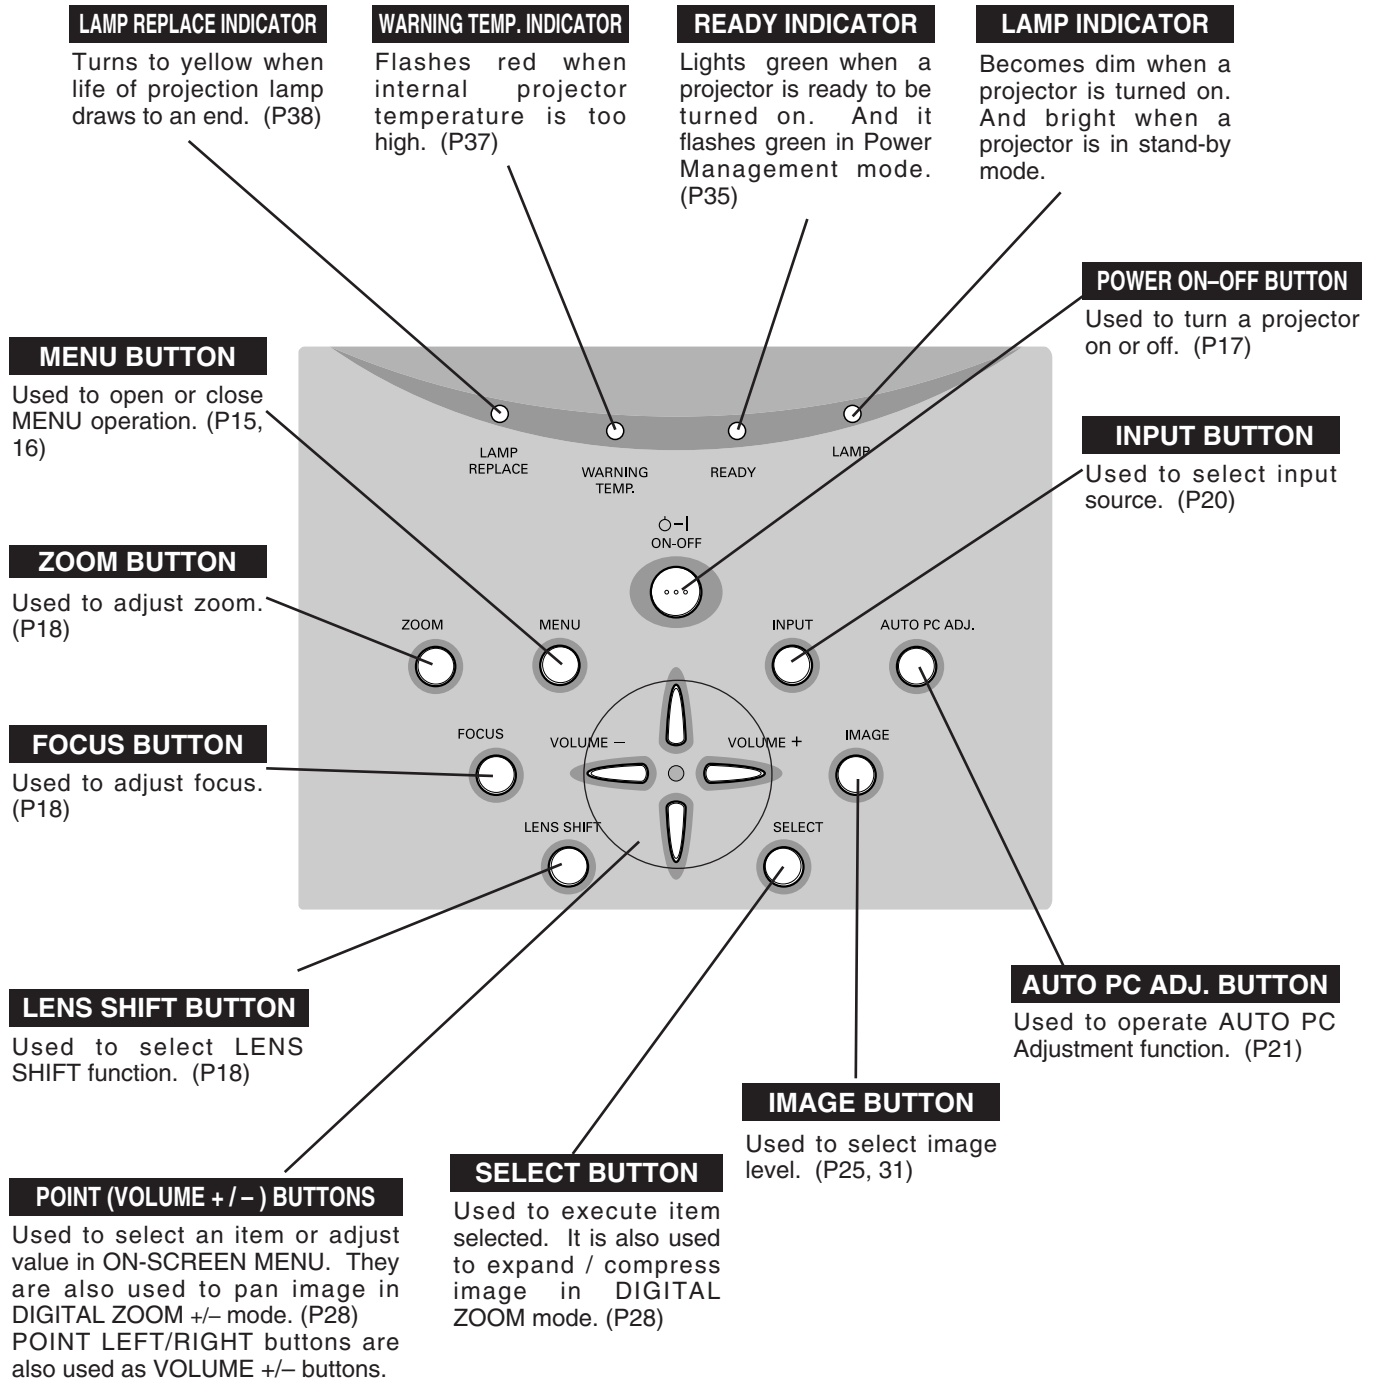 LAMP REPLACE INDICATOR
Turns to yellow when
life of projection lamp
draws to an end. (P38)
WARNING TEMP. INDICATOR
Flashes red when
internal projector
temperature is too
high. (P37)
READY INDICATOR
Lights green when a
projector is ready to be
turned on. And it
flashes green in Power
Management mode.
(P35)
LAMP INDICATOR
Becomes dim when a
projector is turned on.
And bright when a
projector is in stand-by
mode.
POWER ON–OFF BUTTON
Used to turn a projector
on or off. (P17)
MENU BUTTON
Used to open or close
MENU operation. (P15,
16)
INPUT BUTTON
Used to select input
source. (P20)
LAMP
REPLACE
WARNING
TEMP.
READY
LAMP
ON-OFF
ZOOM BUTTON
Used to adjust zoom.
(P18)
ZOOM
MENU
INPUT
AUTO PC ADJ.
FOCUS BUTTON
Used to adjust focus.
(P18)
FOCUS
VOLUME –
VOLUME +
IMAGE
LENS SHIFT
SELECT
LENS SHIFT BUTTON
Used to select LENS
SHIFT function. (P18)
AUTO PC ADJ. BUTTON
Used to operate AUTO PC
Adjustment function. (P21)
IMAGE BUTTON
Used to select image
level. (P25, 31)
SELECT BUTTON
Used to execute item
selected. It is also used
to expand / compress
image in DIGITAL
ZOOM mode. (P28)
POINT (VOLUME + / – ) BUTTONS
Used to select an item or adjust
value in ON-SCREEN MENU. They
are also used to pan image in
DIGITAL ZOOM +/– mode. (P28)
POINT LEFT/RIGHT buttons are
also used as VOLUME +/– buttons.